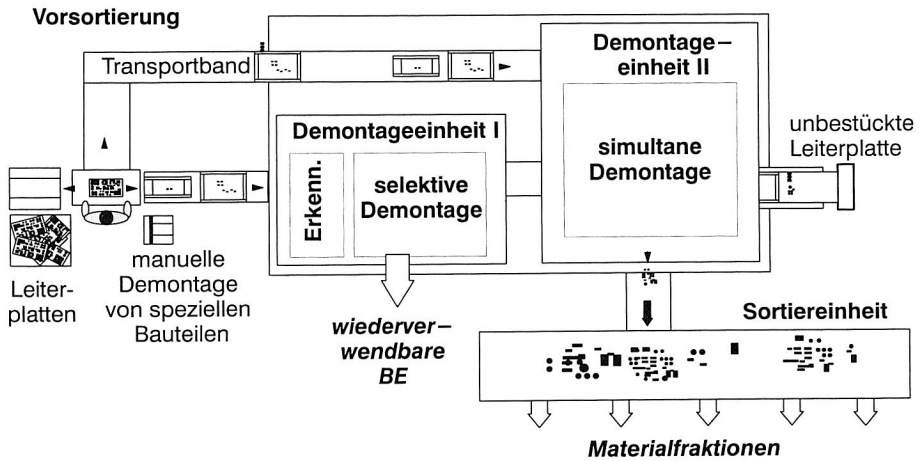 Vorsortierung
Transportband
Demontage–
einheit II
simultane
Demontage
Demontageeinheit I
Erkenn.
selektive
Demontage
unbestückte
Leiterplatte
Leiter-
platten
manuelle
Demontage
von speziellen
Bauteilen
wiederver–
wendbare
BE
Sortiereinheit
Materialfraktionen